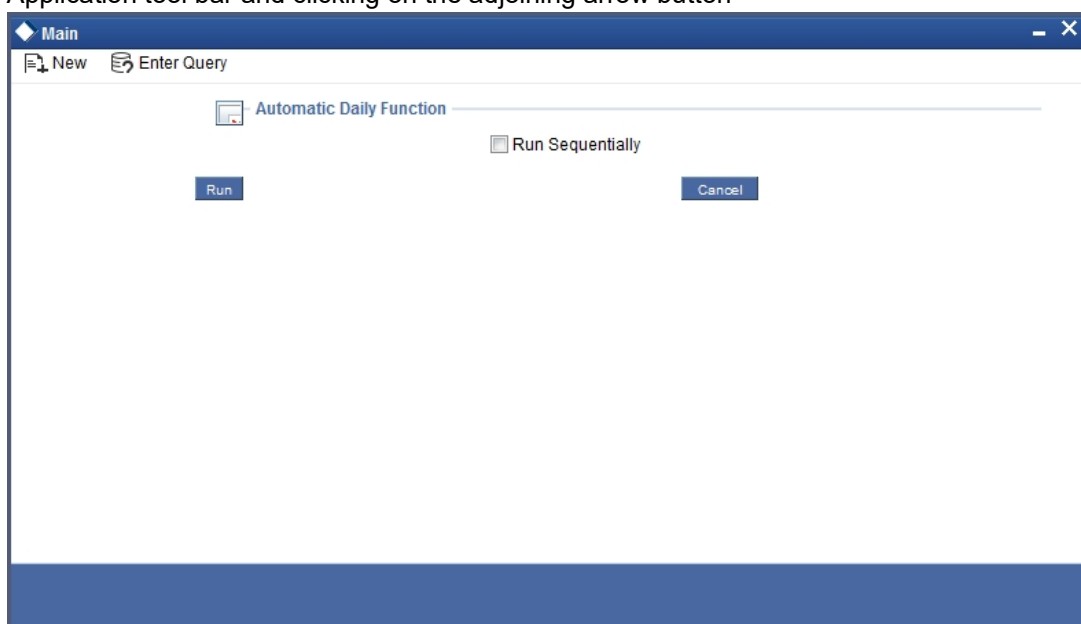 Application tool bar and clicking on the adjoining arrow button
Main
New Enter Query
Automatic Daily Function
Run Sequentially
Run Cancel